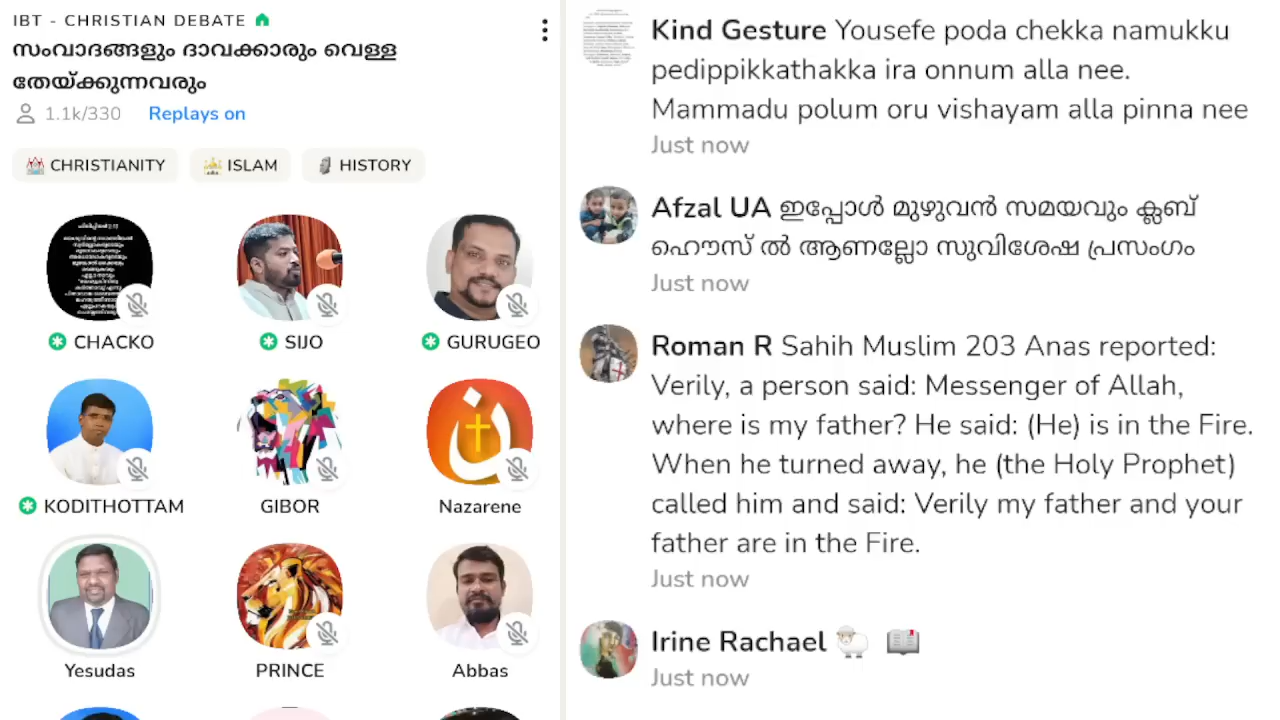 IBT - CHRISTIAN DEBATE
സംവാദങ്ങളും ദാവക്കാരും വെള്ള
തേയ്ക്കുന്നവരും
1.1k/330 Replays on
CHRISTIANITY ISLAM HISTORY
CHACKO SIJO GURUGEO
KODITHOTTAM GIBOR Nazarene
Yesudas PRINCE Abbas
Kind Gesture Yousefe poda chekka namukku
pedippikkathakka ira onnum alla nee.
Mammadu polum oru vishayam alla pinna nee
Just now
Afzal UA ഇപ്പോൾ മുഴുവൻ സമയവും ക്ലബ്
ഹൌസ് ൽ ആണല്ലോ സുവിശേഷ പ്രസംഗം
Just now
Roman R Sahih Muslim 203 Anas reported:
Verily, a person said: Messenger of Allah,
where is my father? He said: (He) is in the Fire.
When he turned away, he (the Holy Prophet)
called him and said: Verily my father and your
father are in the Fire.
Just now
Irine Rachael
Just now